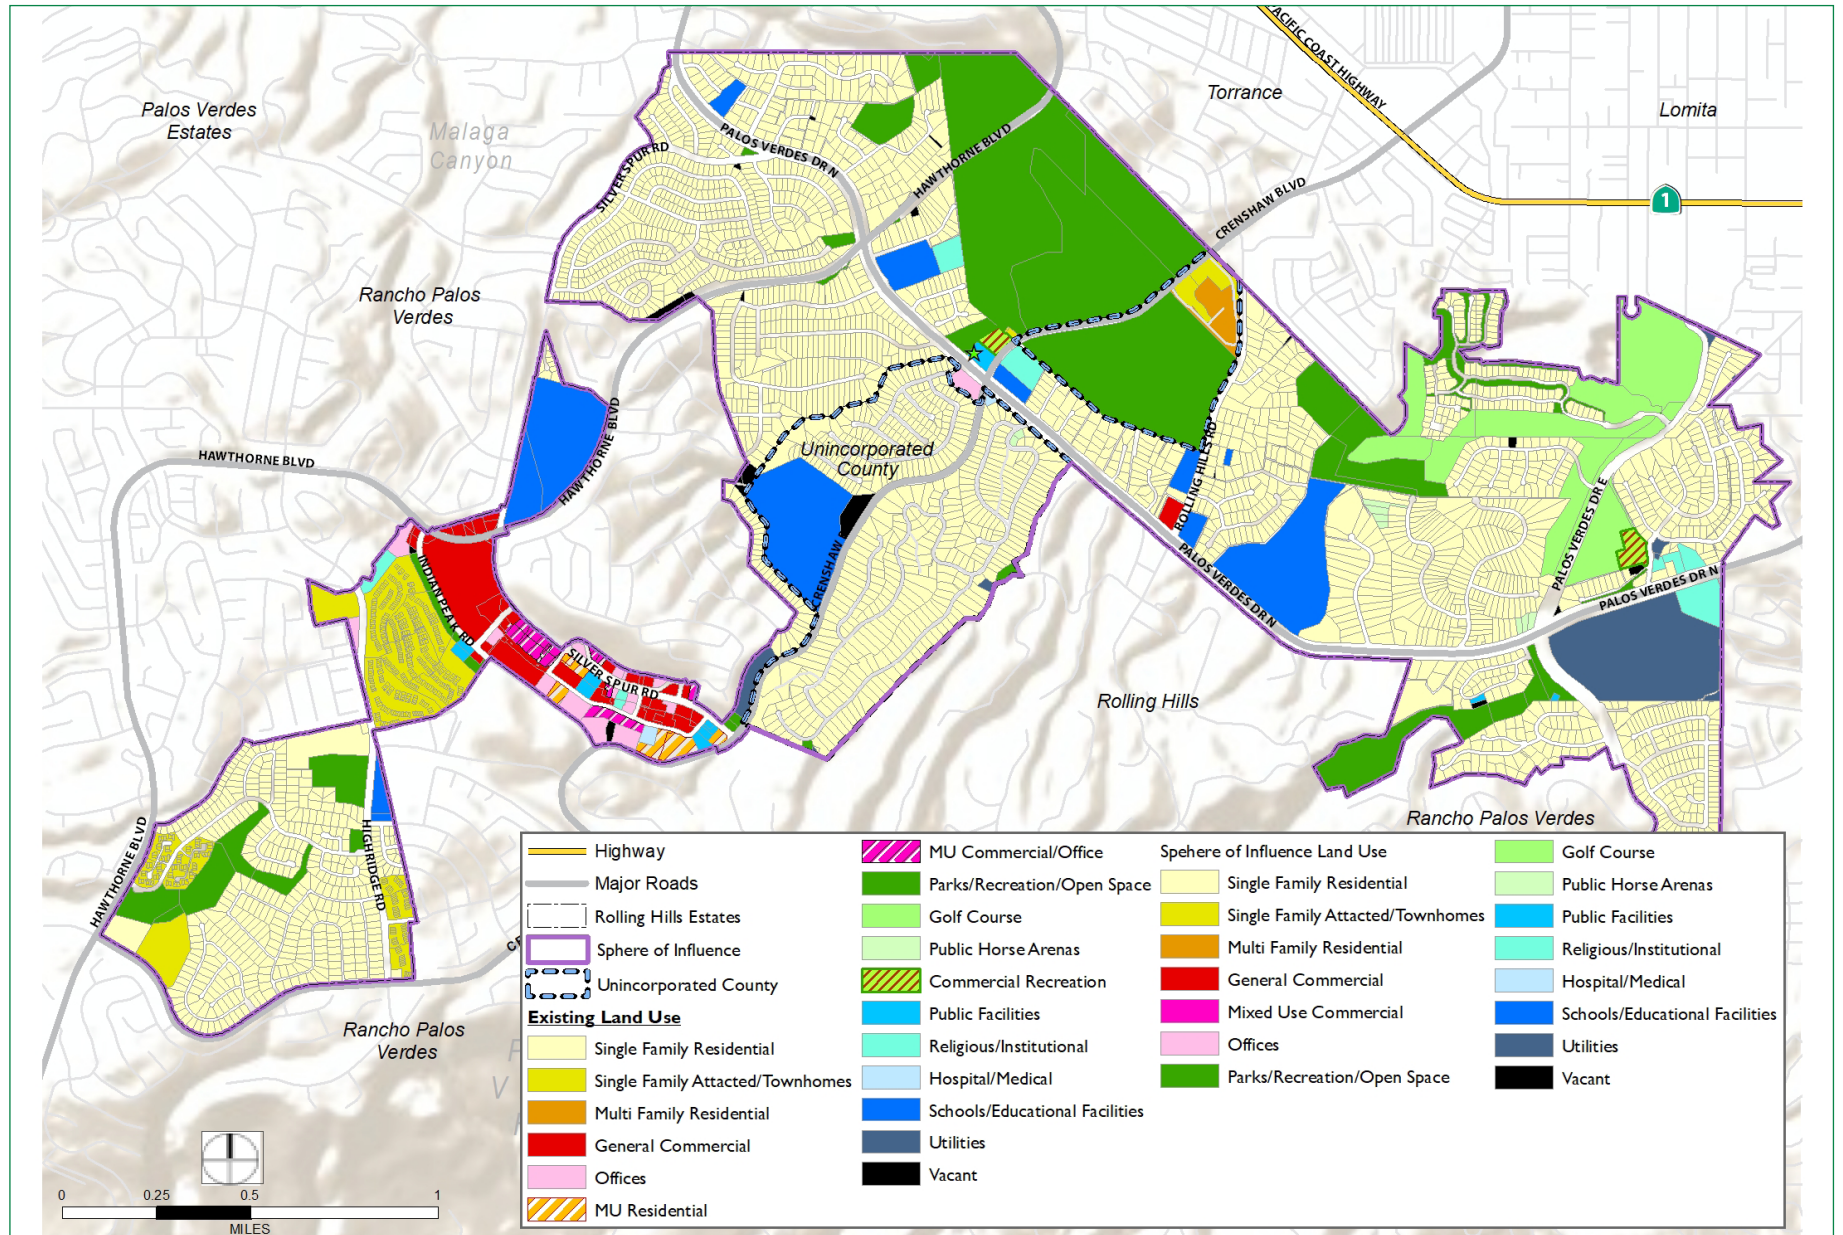 PACIFIC COAST HIGHWAY
Torrance
Lomita
Palos Verdes
Estates
Malaga
Canyon
PALOS VERDES DR N
HAWTHORNE BLVD
SILVER SPUR RD
CRENSHAW BLVD
1
Rancho Palos
Verdes
HAWTHORNE BLVD
HAWTHORNE BLVD
Unincorporated
County
ROLLING HILLS RD
PALOS VERDES DR E
PALOS VERDES DR N
PALOS VERDES DR N
CRENSHAW
INDIAN PEAK RD
SILVER SPUR RD
Rolling Hills
Rancho Palos Verdes
HIGHRIDGE RD
HAWTHORNE BLVD
Rancho Palos
Verdes
Highway
Major Roads
Rolling Hills Estates
Sphere of Influence
Unincorporated County
Existing Land Use
Single Family Residential
Single Family Attacted/Townhomes
Multi Family Residential
General Commercial
Offices
MU Residential
MU Commercial/Office
Parks/Recreation/Open Space
Golf Course
Public Horse Arenas
Commercial Recreation
Public Facilities
Religious/Institutional
Hospital/Medical
Schools/Educational Facilities
Utilities
Vacant
Spehere of Influence Land Use
Single Family Residential
Single Family Attacted/Townhomes
Multi Family Residential
General Commercial
Mixed Use Commercial
Offices
Parks/Recreation/Open Space
Golf Course
Public Horse Arenas
Public Facilities
Religious/Institutional
Hospital/Medical
Schools/Educational Facilities
Utilities
Vacant
0 0.25 0.5 1
MILES